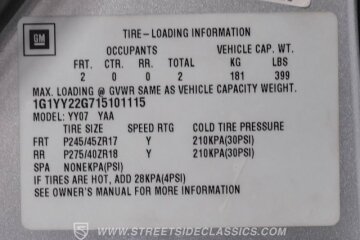 GM
TIRE-LOADING INFORMATION
OCCUPANTS VEHICLE CAP. WT.
FRT. CTR. RR. TOTAL KG LBS
2 0 0 2 181 399
MAX. LOADING @ GVWR SAME AS VEHICLE CAPACITY WEIGHT.
1G1YY22G715101115
MODEL: YY07 YAA
TIRE SIZE SPEED RTG COLD TIRE PRESSURE
FRT P245/45ZR17 Y 210KPA(30PSI)
RR P275/40ZR18 Y 210KPA(30PSI)
SPA NONEKPA(PSI)
IF TIRES ARE HOT, ADD 28KPA(4PSI)
SEE OWNER'S MANUAL FOR MORE INFORMATION
WWW.STREETSIDECLASSICS.COM